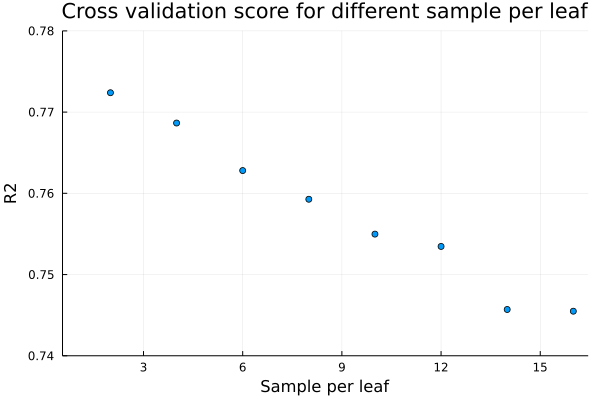 Cross validation score for different sample per leaf
0.78
0.77
0.76
0.75
0.74
R2
3 6 9 12 15
Sample per leaf